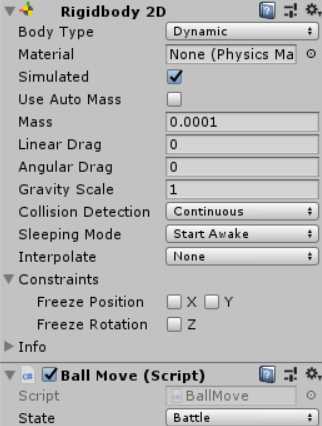 Rigidbody 2D
Body Type Dynamic
Material None (Physics Ma
Simulated
Use Auto Mass
Mass 0.0001
Linear Drag 0
Angular Drag 0
Gravity Scale 1
Collision Detection Continuous
Sleeping Mode Start Awake
Interpolate None
Constraints
Freeze Position X Y
Freeze Rotation Z
Info
C# Ball Move (Script)
Script BallMove
State Battle